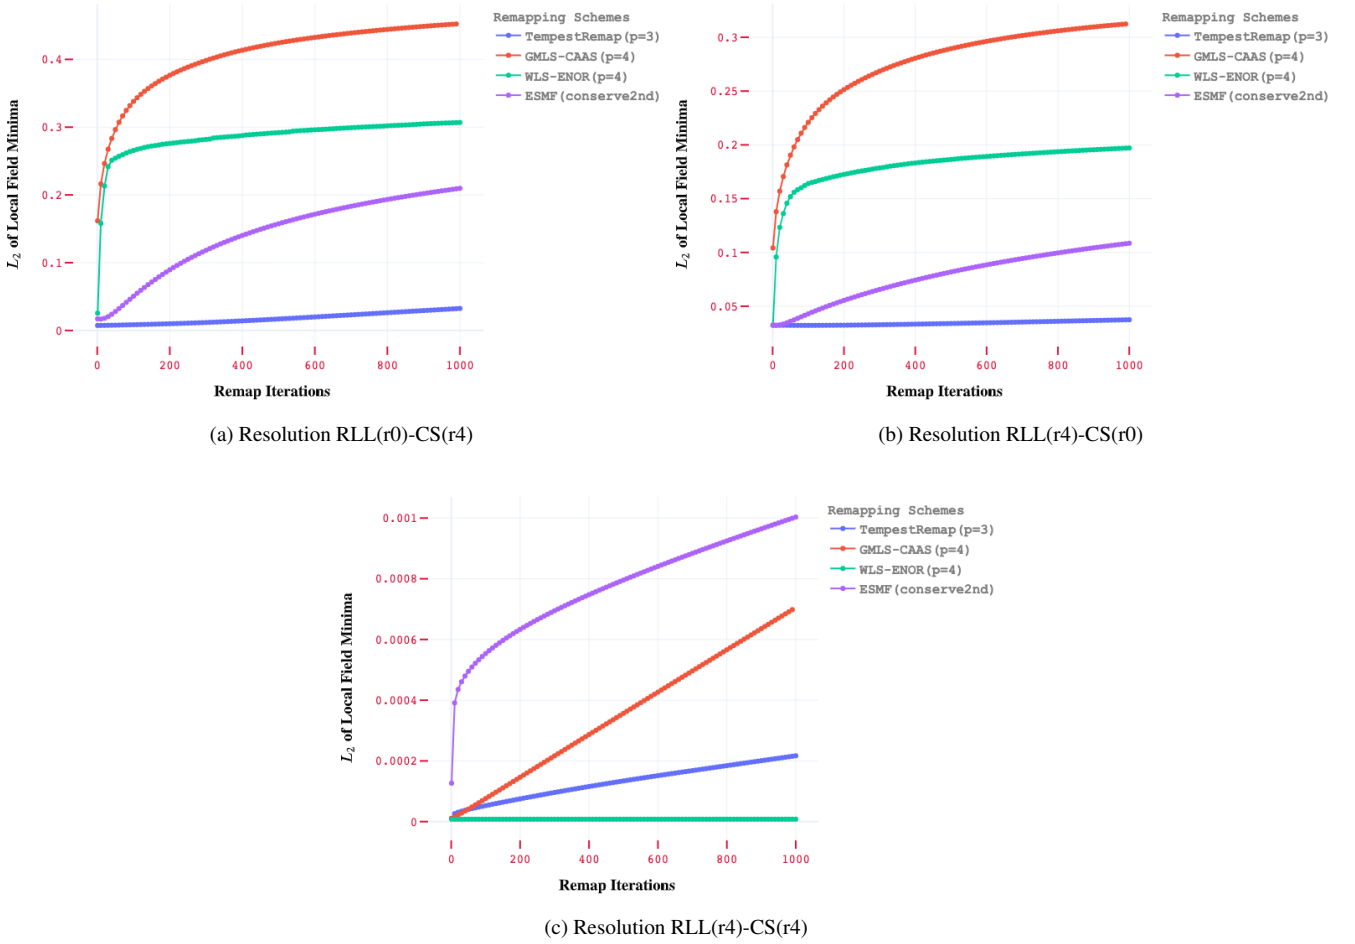 Remapping Schemes
TempestRemap(p=3)
GMLS-CAAS(p=4)
WLS-ENOR(p=4)
ESMF(conserve2nd)
L2 of Local Field Minima
0.4
0.3
0.2
0.1
0
0 200 400 600 800 1000
Remap Iterations
(a) Resolution RLL(r0)-CS(r4)
Remapping Schemes
TempestRemap(p=3)
GMLS-CAAS(p=4)
WLS-ENOR(p=4)
ESMF(conserve2nd)
L2 of Local Field Minima
0.3
0.25
0.2
0.15
0.1
0.05
0 200 400 600 800 1000
Remap Iterations
(b) Resolution RLL(r4)-CS(r0)
Remapping Schemes
TempestRemap(p=3)
GMLS-CAAS(p=4)
WLS-ENOR(p=4)
ESMF(conserve2nd)
L2 of Local Field Minima
0.001
0.0008
0.0006
0.0004
0.0002
0
0 200 400 600 800 1000
Remap Iterations
(c) Resolution RLL(r4)-CS(r4)